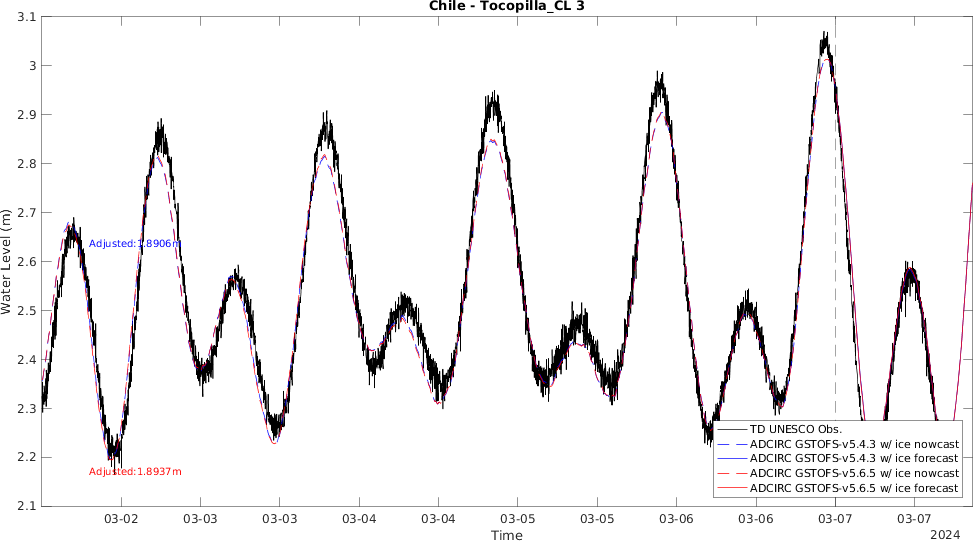 Chile - Tocopilla_CL 3
3.1
3
2.9
2.8
2.7
2.6
2.5
2.4
2.3
2.2
2.1
Water Level (m)
Adjusted:1.8906m
Adjusted:1.8937m
TD UNESCO Obs.
ADCIRC GSTOFS-v5.4.3 w/ ice nowcast
ADCIRC GSTOFS-v5.4.3 w/ ice forecast
ADCIRC GSTOFS-v5.6.5 w/ ice nowcast
ADCIRC GSTOFS-v5.6.5 w/ ice forecast
03-02 03-03 03-03 03-04 03-04 03-05 03-05 03-06 03-06 03-07 03-07
Time
2024